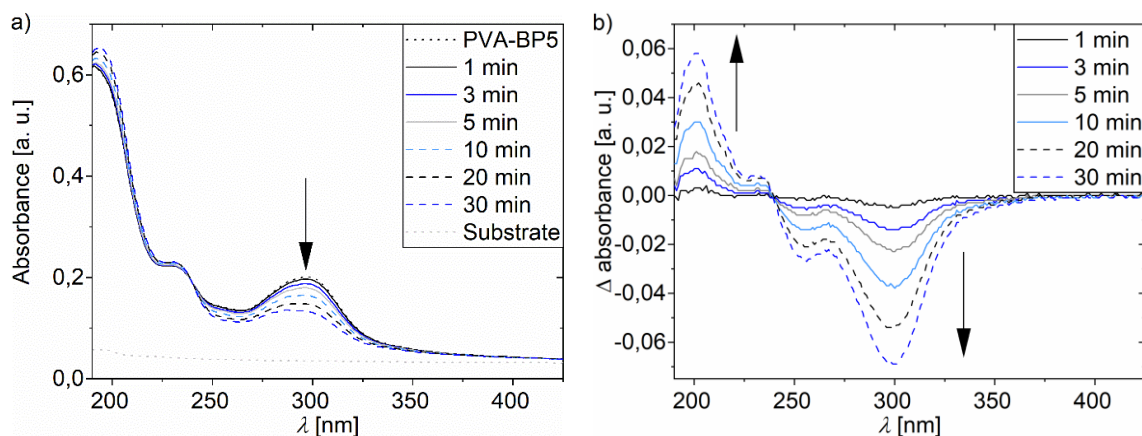 a)
Absorbance [a. u.]
0,6
0,4
0,2
0,0
200 250 300 350 400
λ [nm]
PVA-BP5
1 min
3 min
5 min
10 min
20 min
30 min
Substrate
b)
Δ absorbance [a. u.]
0,06
0,04
0,02
0,00
-0,02
-0,04
-0,06
200 250 300 350 400
λ [nm]
1 min
3 min
5 min
10 min
20 min
30 min